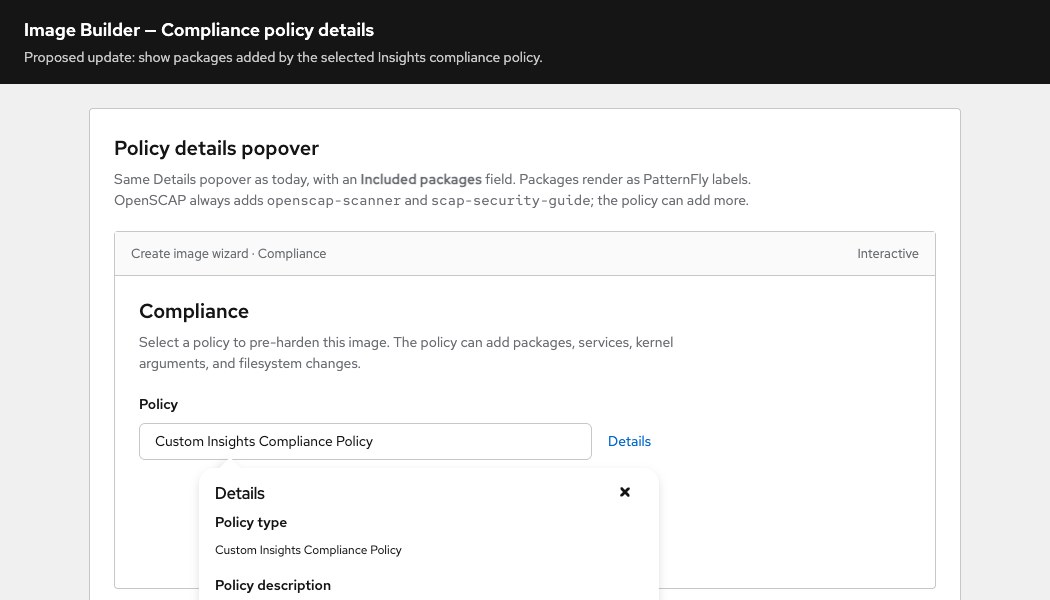 Image Builder — Compliance policy details
Proposed update: show packages added by the selected Insights compliance policy.
Policy details popover
Same Details popover as today, with an Included packages field. Packages render as PatternFly labels.
OpenSCAP always adds openscap-scanner and scap-security-guide; the policy can add more.
Create image wizard · Compliance
Interactive
Compliance
Select a policy to pre-harden this image. The policy can add packages, services, kernel
arguments, and filesystem changes.
Policy
Custom Insights Compliance Policy
Details
Details
Policy type
Custom Insights Compliance Policy
Policy description